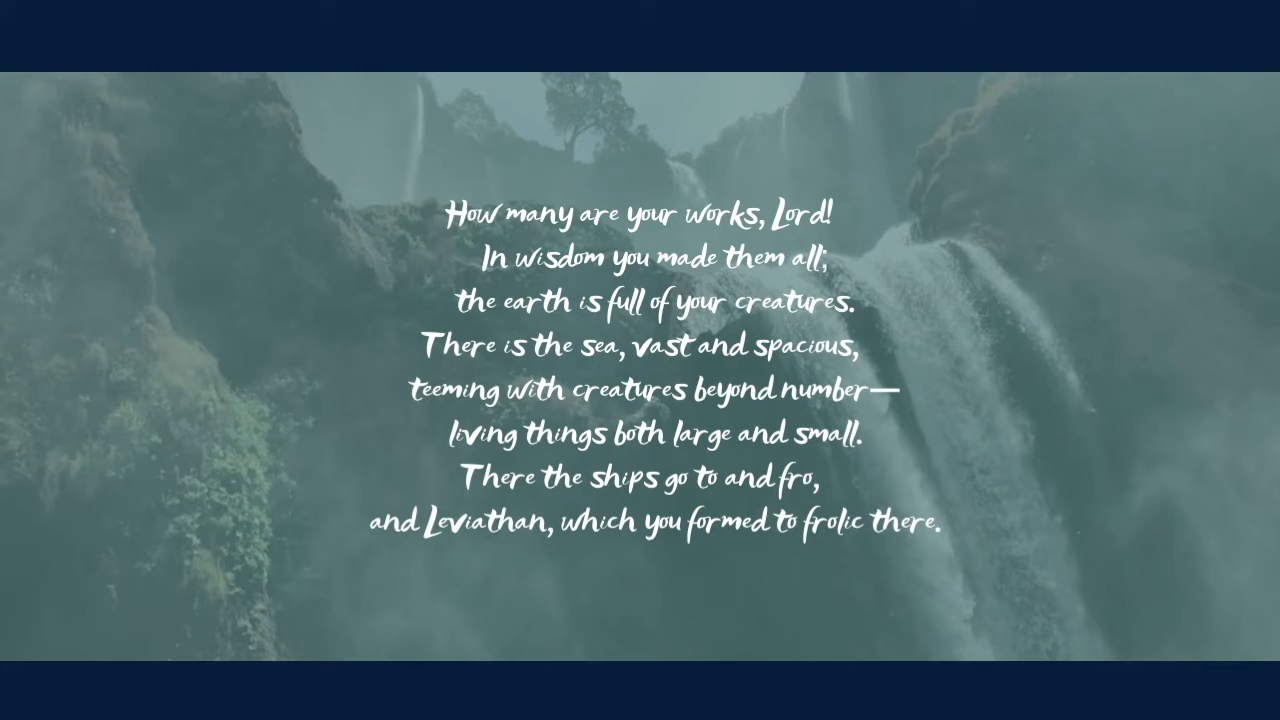 How many are your works, Lord!
In wisdom you made them all;
the earth is full of your creatures.
There is the sea, vast and spacious,
teeming with creatures beyond number—
living things both large and small.
There the ships go to and fro,
and Leviathan, which you formed to frolic there.